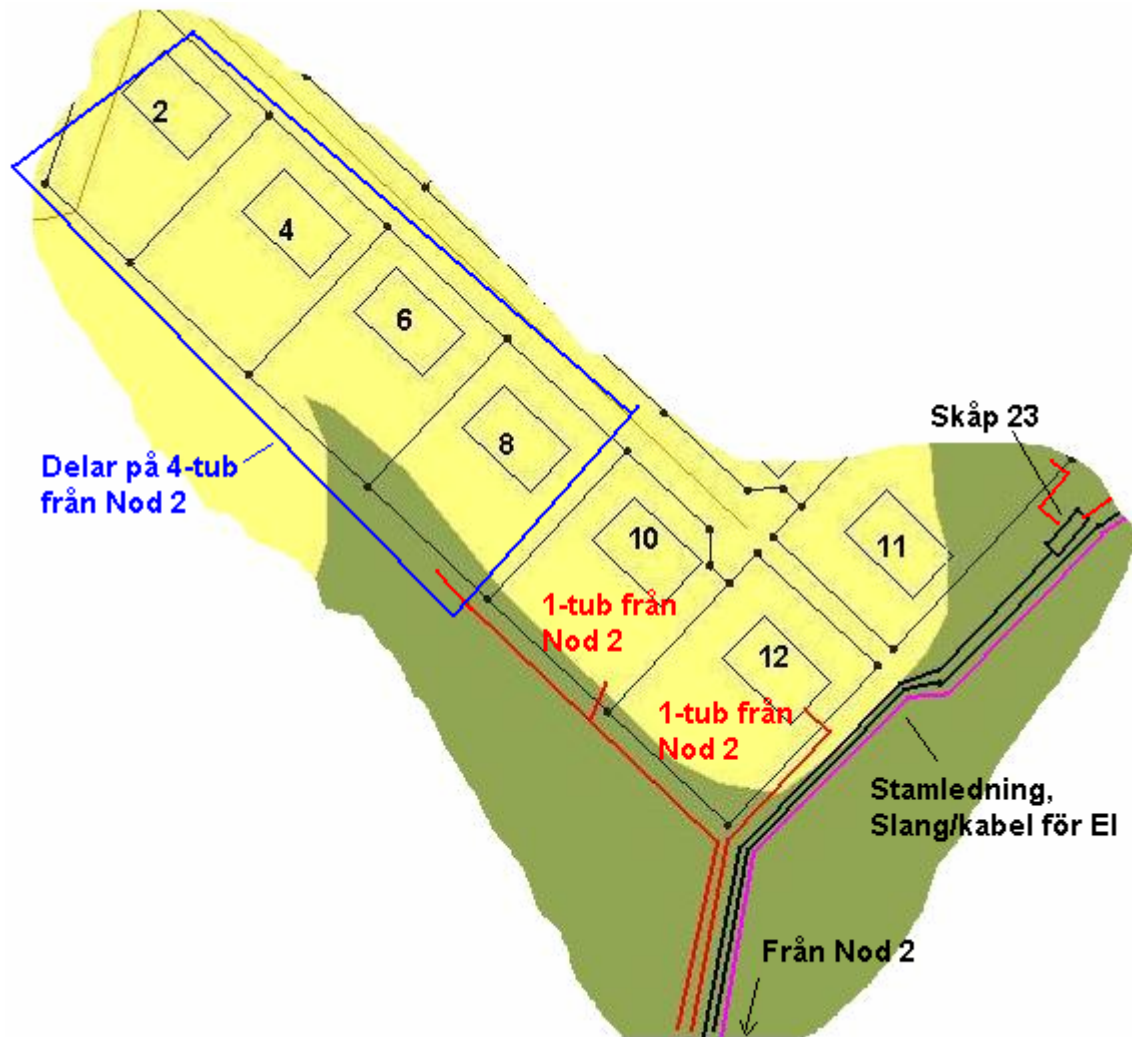 2
4
6
8
Skåp 23
Delar på 4-tub
från Nod 2
10
11
1-tub från
Nod 2
12
1-tub från
Nod 2
Stamledning,
Slang/kabel för El
Från Nod 2